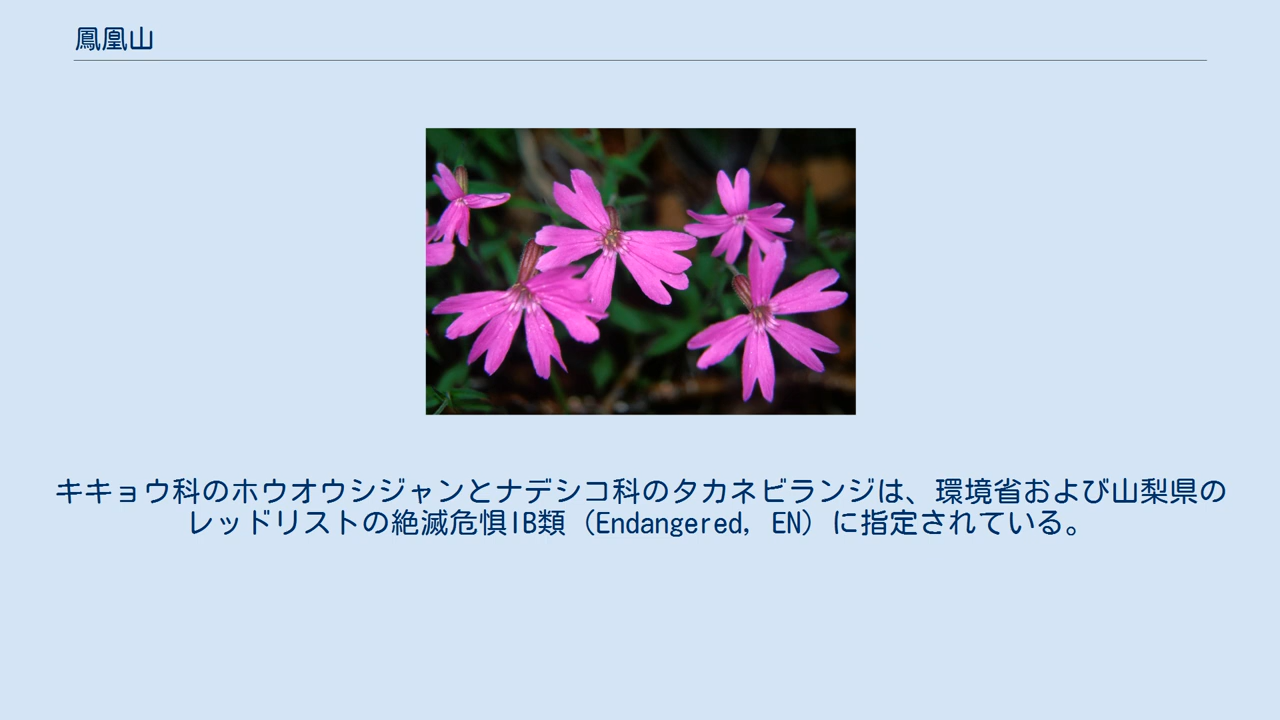 鳳凰山
キキョウ科のホウオウシジャンとナデシコ科のタカネビランジは、環境省および山梨県の
レッドリストの絶滅危惧IB類（Endangered, EN）に指定されている。